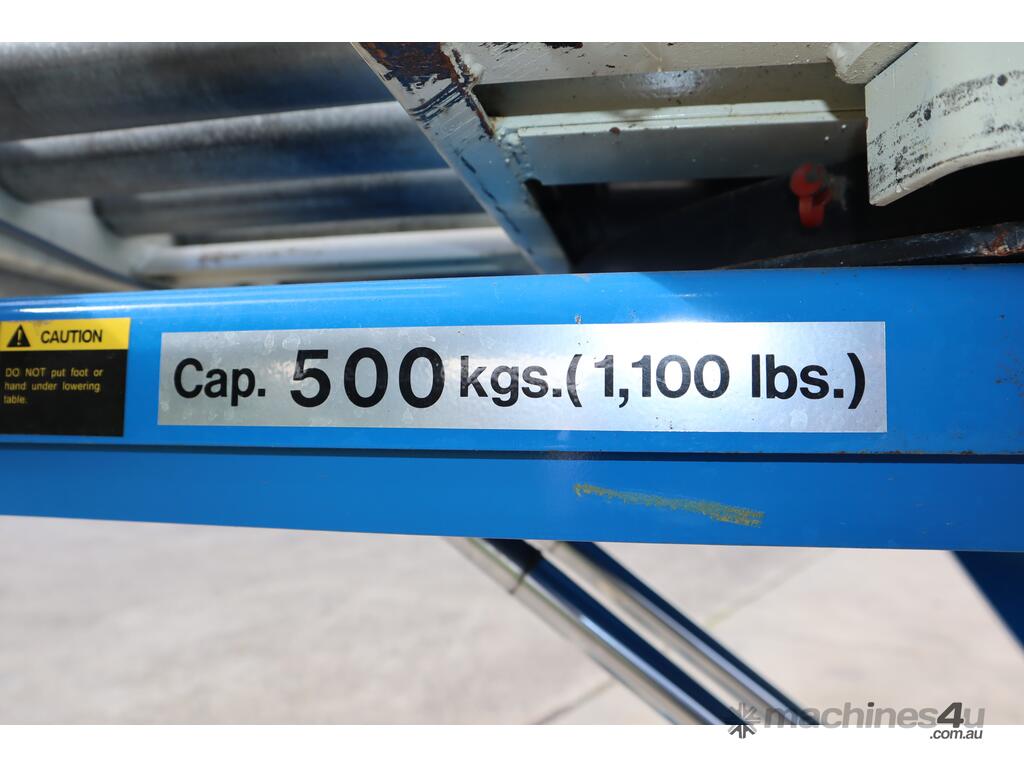 CAUTION
DO NOT put foot or
hand under lowering
table.
Cap. 500 kgs. (1,100 lbs.)
machines4u
.com.au